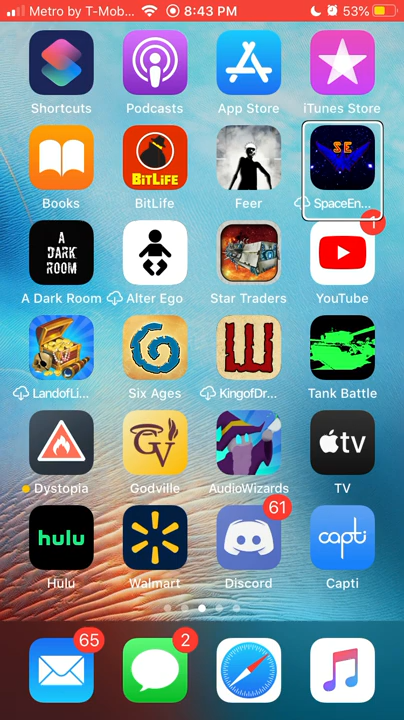 Metro by T-Mob... 8:43 PM 53%
Shortcuts Podcasts App Store iTunes Store
BitLiFE
SE
Books BitLife Feer SpaceEn...
A
DARK
ROOM
1
A Dark Room Alter Ego Star Traders YouTube
LandofLi... Six Ages KingofDr... Tank Battle
GV
tv
Dystopia Godville AudioWizards TV
hulu
61
capti
Hulu Walmart Discord Capti
65 2